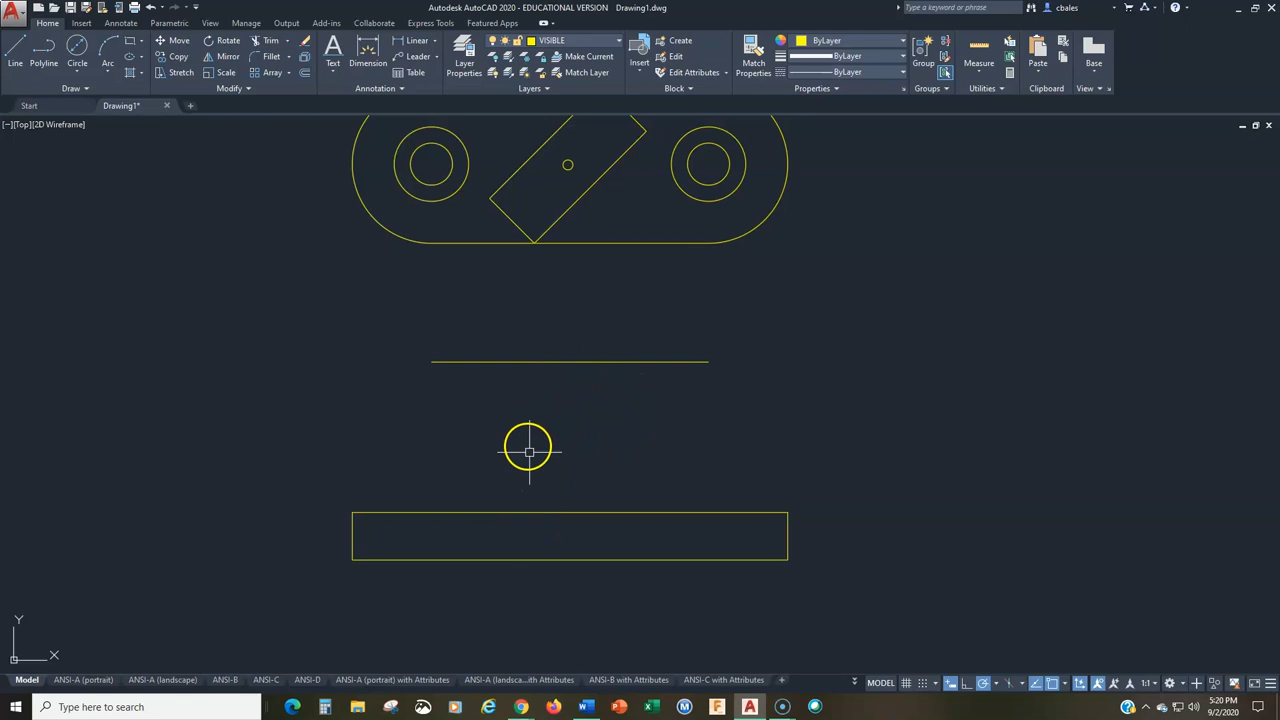 Autodesk AutoCAD 2020 - EDUCATIONAL VERSION Drawing1.dwg
Type a keyword or phrase
cbales
Home Insert Annotate Parametric View Manage Output Add-ins Collaborate Express Tools Featured Apps
Line Polyline Circle Arc
Move Rotate Trim
Copy Mirror Fillet
Stretch Scale Array
Text Dimension
Linear
Leader
Table
Layer Properties
VISIBLE
Make Current
Match Layer
Insert
Create
Edit
Edit Attributes
Match Properties
ByLayer
ByLayer
ByLayer
Group
Measure
Paste
Base
Draw Modify Annotation Layers Block Properties Groups Utilities Clipboard View
Start Drawing1*
[−][Top][2D Wireframe]
Y
X
Model ANSI-A (portrait) ANSI-A (landscape) ANSI-B ANSI-C ANSI-D ANSI-A (portrait) with Attributes ANSI-A (landsca...ith Attributes ANSI-B with Attributes ANSI-C with Attributes
MODEL
1:1
Type here to search
5:20 PM
9/2/2020